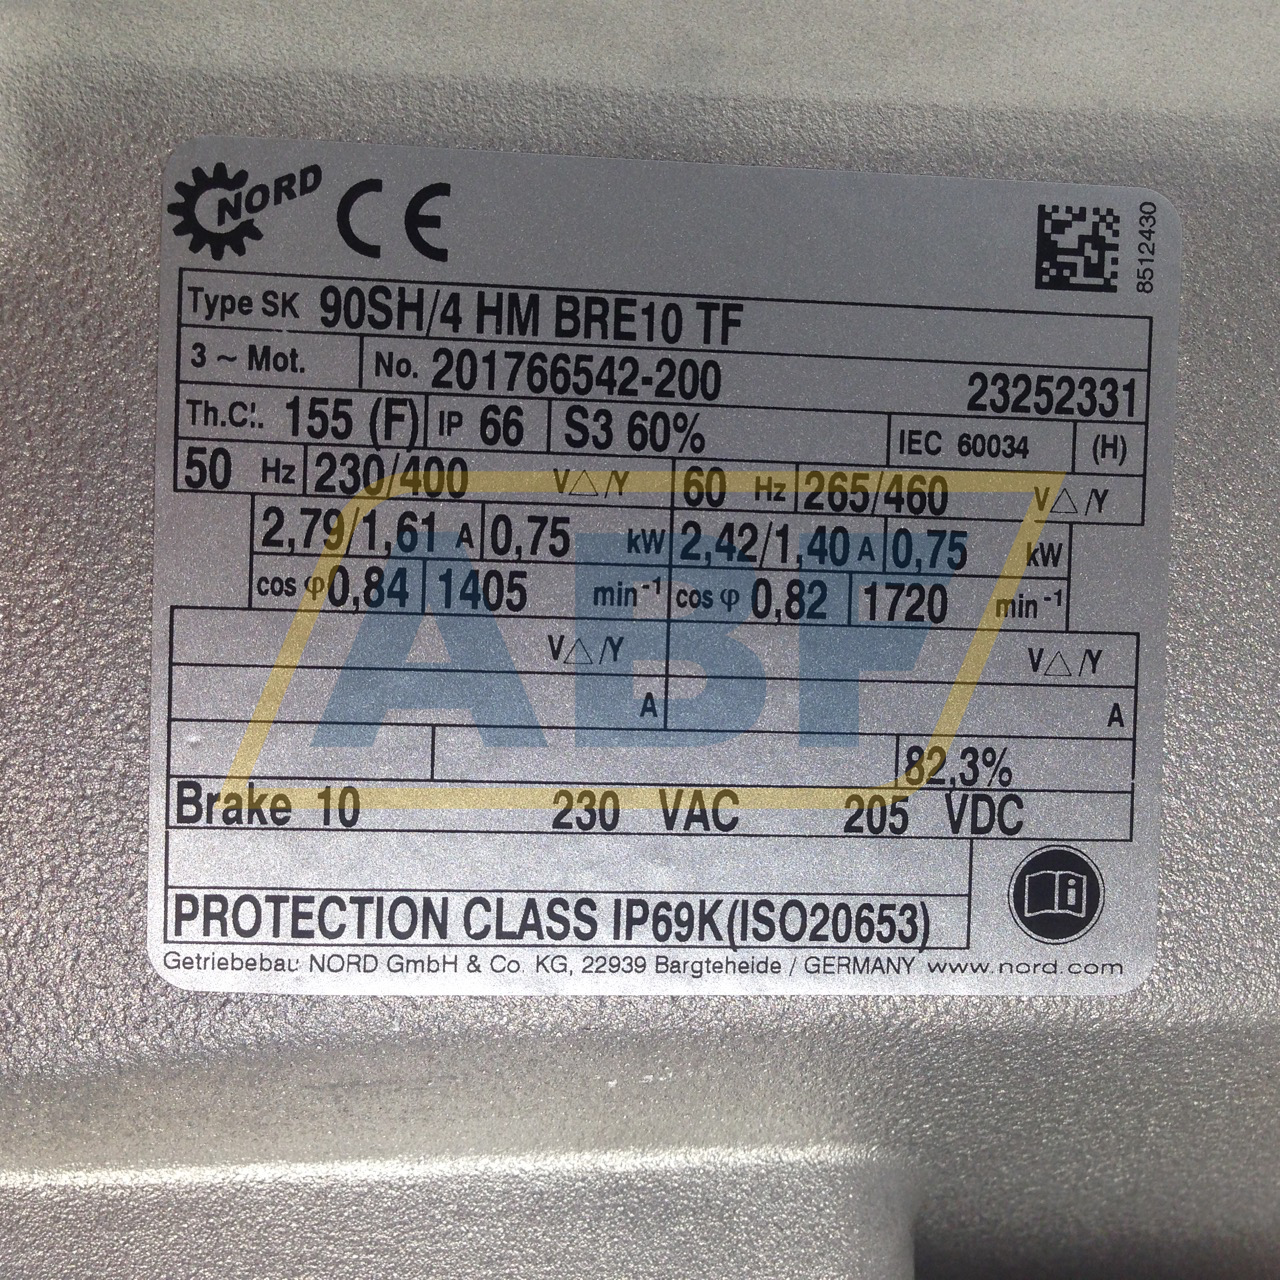 NORD CE
8512430
Type SK 90SH/4 HM BRE10 TF
3 ~ Mot. No. 201766542-200 23252331
Th.Cl. 155 (F) IP 66 S3 60% IEC 60034 (H)
50 Hz 230/400 V△/Y 60 Hz 265/460 V△/Y
2,79/1,61 A 0,75 kW 2,42/1,40 A 0,75 kW
cos φ 0,84 1405 min-1 cos φ 0,82 1720 min-1
V△/Y V△/Y
A A
82,3%
Brake 10 230 VAC 205 VDC
PROTECTION CLASS IP69K(ISO20653)
Getriebebau NORD GmbH & Co. KG, 22939 Bargteheide / GERMANY www.nord.com
ABF